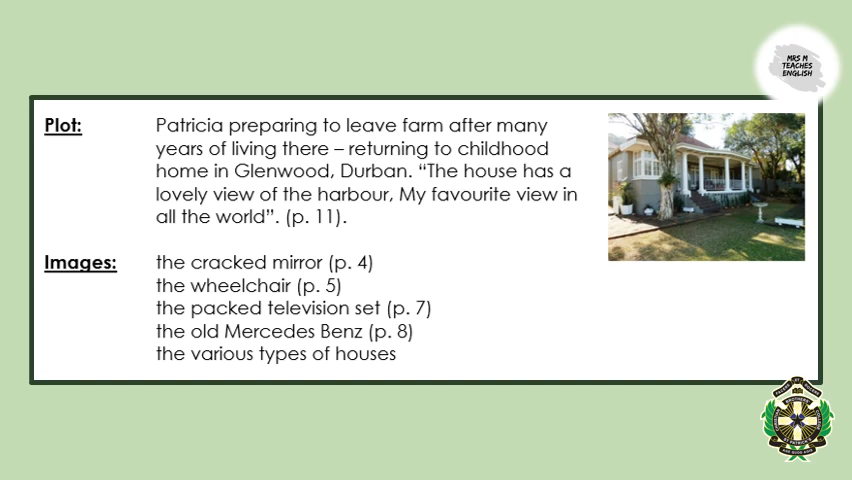 MRS M
TEACHES
ENGLISH
Plot:
Patricia preparing to leave farm after many
years of living there – returning to childhood
home in Glenwood, Durban. “The house has a
lovely view of the harbour, My favourite view in
all the world”. (p. 11).
Images:
the cracked mirror (p. 4)
the wheelchair (p. 5)
the packed television set (p. 7)
the old Mercedes Benz (p. 8)
the various types of houses